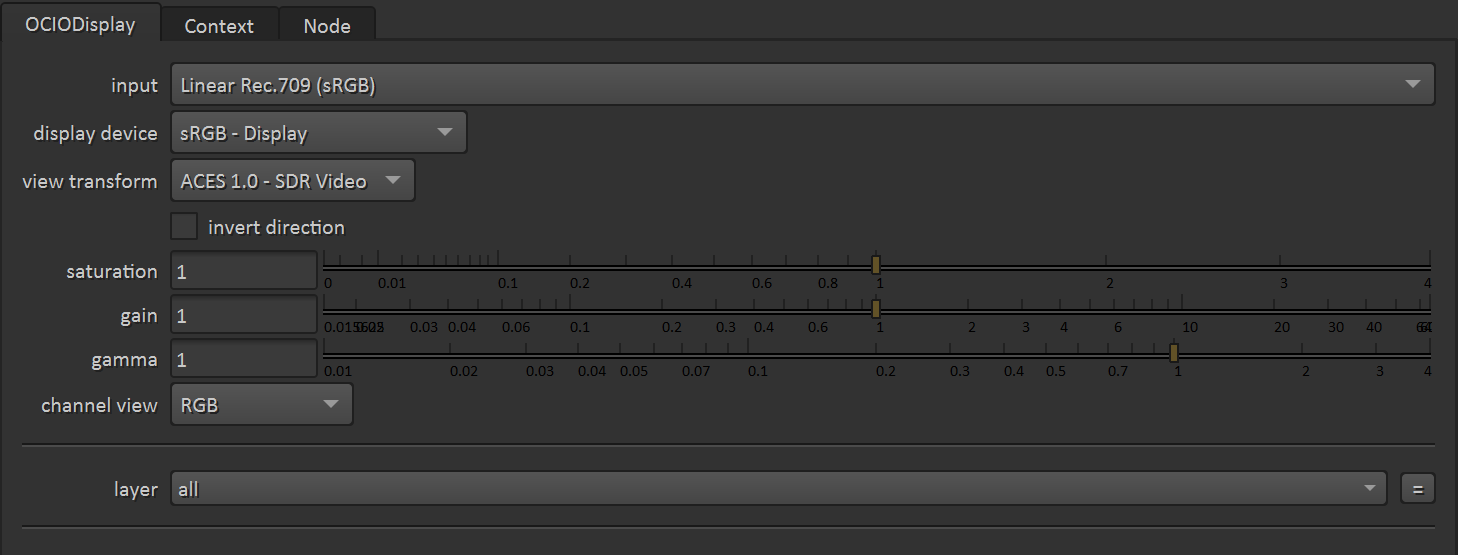 OCIODisplay Context Node
input Linear Rec.709 (sRGB)
display device sRGB - Display
view transform ACES 1.0 - SDR Video
invert direction
saturation 1
0 0.01 0.1 0.2 0.4 0.6 0.8 1 2 3 4
gain 1
0.03 0.04 0.06 0.1 0.2 0.3 0.4 0.6 1 2 3 4 6 10 20 30 40
gamma 1
0.01 0.02 0.03 0.04 0.05 0.07 0.1 0.2 0.3 0.4 0.5 0.7 1 2 3 4
channel view RGB
layer all =